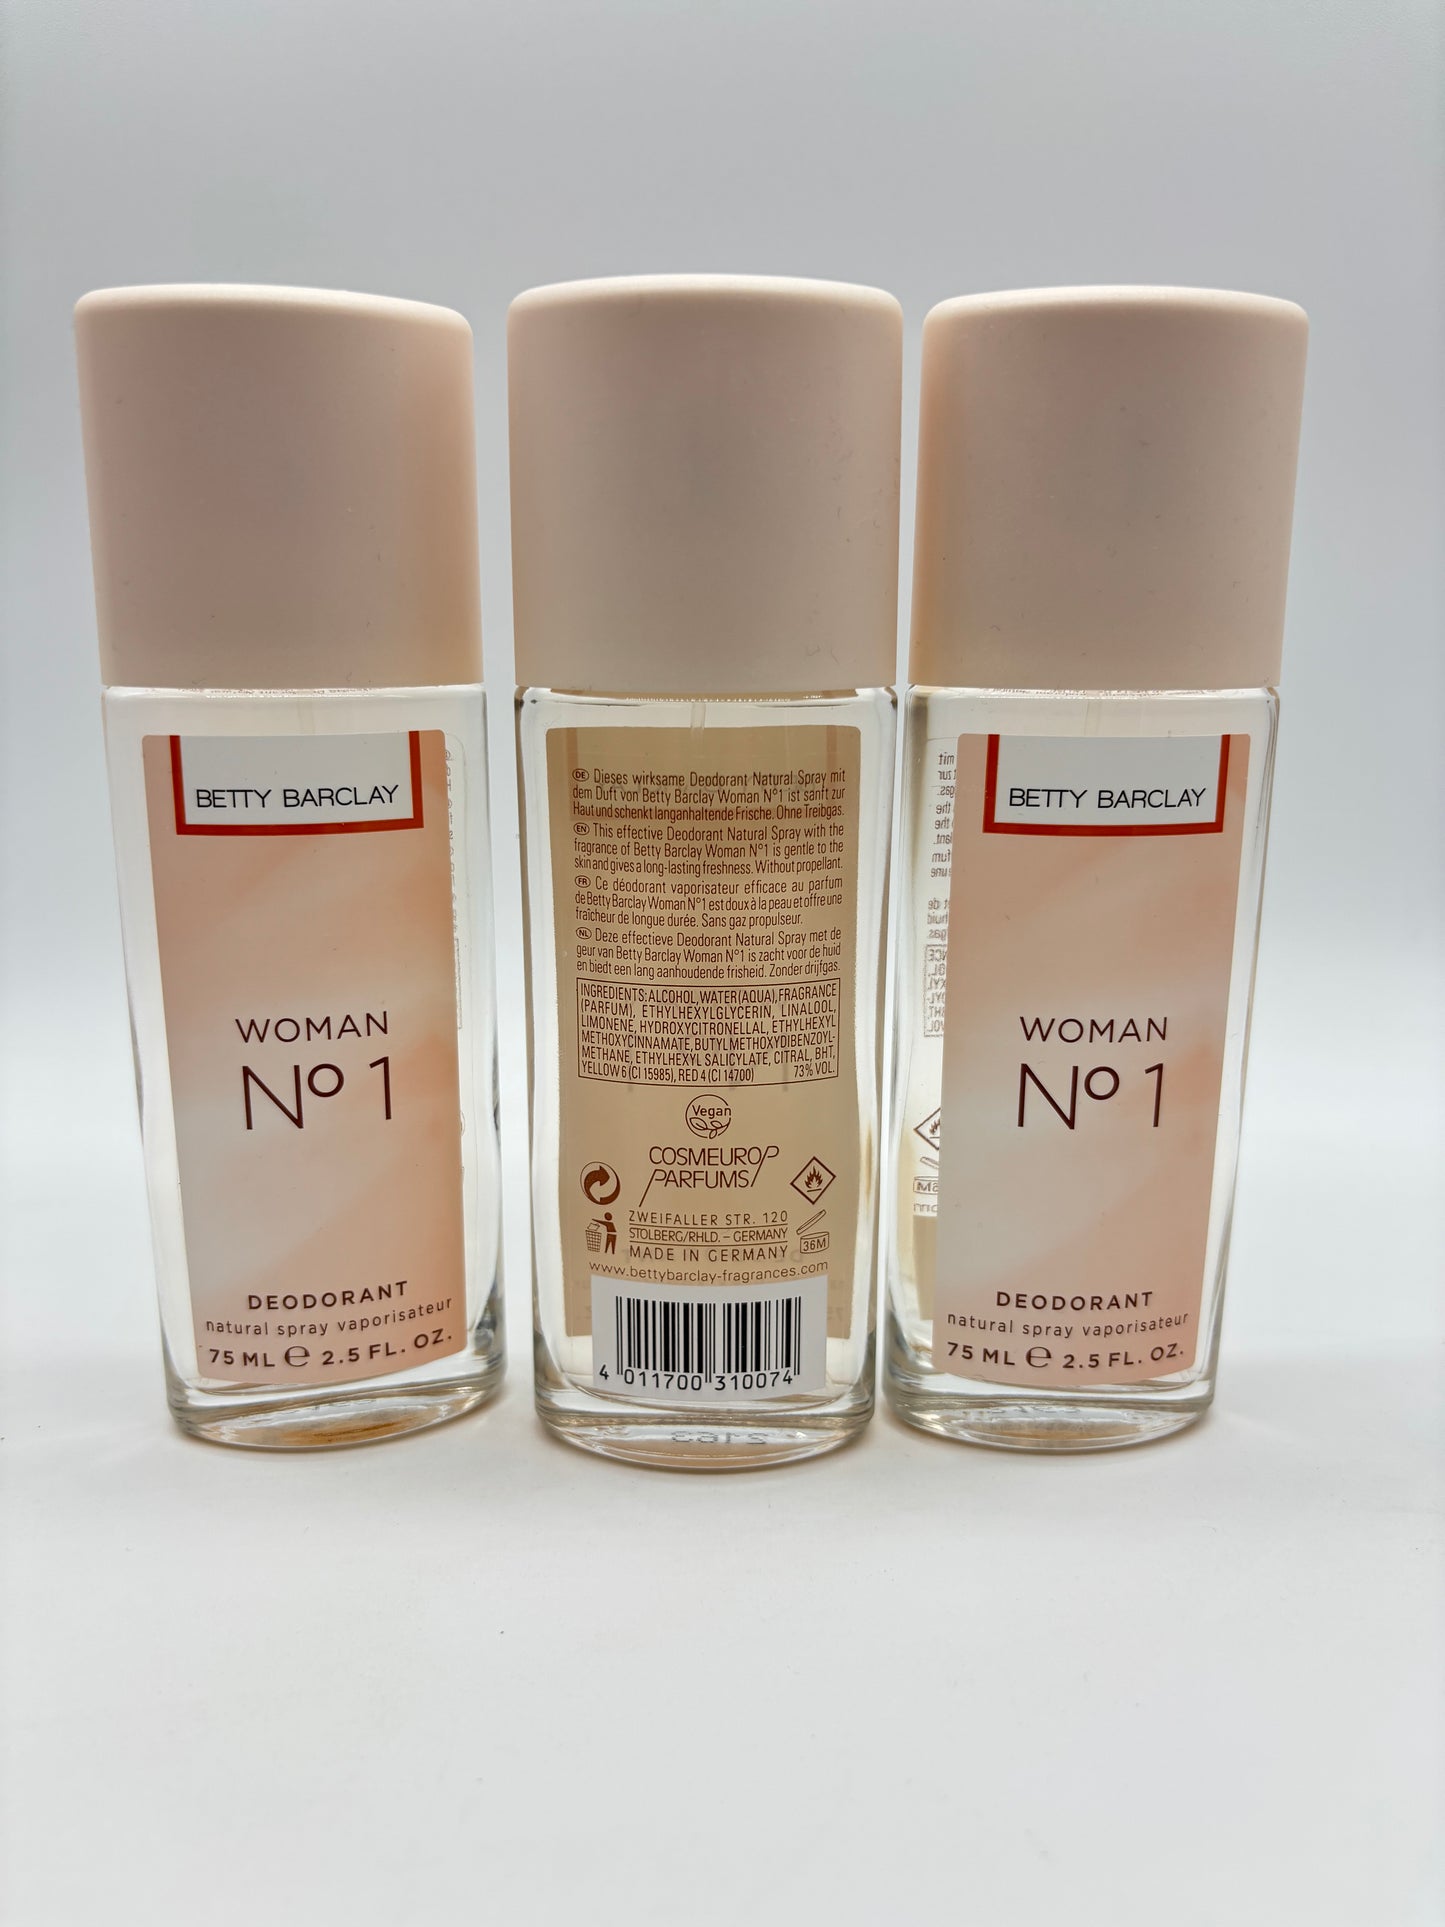 BETTY BARCLAY
WOMAN
Nº 1
DEODORANT
natural spray vaporisateur
75 ML ℮ 2.5 FL. OZ.
DE Dieses wirksame Deodorant Natural Spray mit
dem Duft von Betty Barclay Woman N°1 ist sanft zur
Haut und schenkt langanhaltende Frische. Ohne Treibgas.
EN This effective Deodorant Natural Spray with the
fragrance of Betty Barclay Woman N°1 is gentle to the
skin and gives a long-lasting freshness. Without propellant.
FR Ce déodorant vaporisateur efficace au parfum
de Betty Barclay Woman N°1 est doux à la peau et offre une
fraîcheur de longue durée. Sans gaz propulseur.
NL Deze effectieve Deodorant Natural Spray met de
geur van Betty Barclay Woman N°1 is zacht voor de huid
en biedt een lang aanhoudende frisheid. Zonder drijfgas.
INGREDIENTS: ALCOHOL, WATER (AQUA), FRAGRANCE
(PARFUM), ETHYLHEXYLGLYCERIN, LINALOOL,
LIMONENE, HYDROXYCITRONELLAL, ETHYLHEXYL
METHOXYCINNAMATE, BUTYL METHOXYDIBENZOYL-
METHANE, ETHYLHEXYL SALICYLATE, CITRAL, BHT,
YELLOW 6 (CI 15985), RED 4 (CI 14700) 73% VOL.
Vegan
COSMEUROP
PARFUMS
ZWEIFALLER STR. 120
STOLBERG/RHLD. – GERMANY
MADE IN GERMANY
36M
www.bettybarclay-fragrances.com
4 011700 310074
BETTY BARCLAY
WOMAN
Nº 1
DEODORANT
natural spray vaporisateur
75 ML ℮ 2.5 FL. OZ.